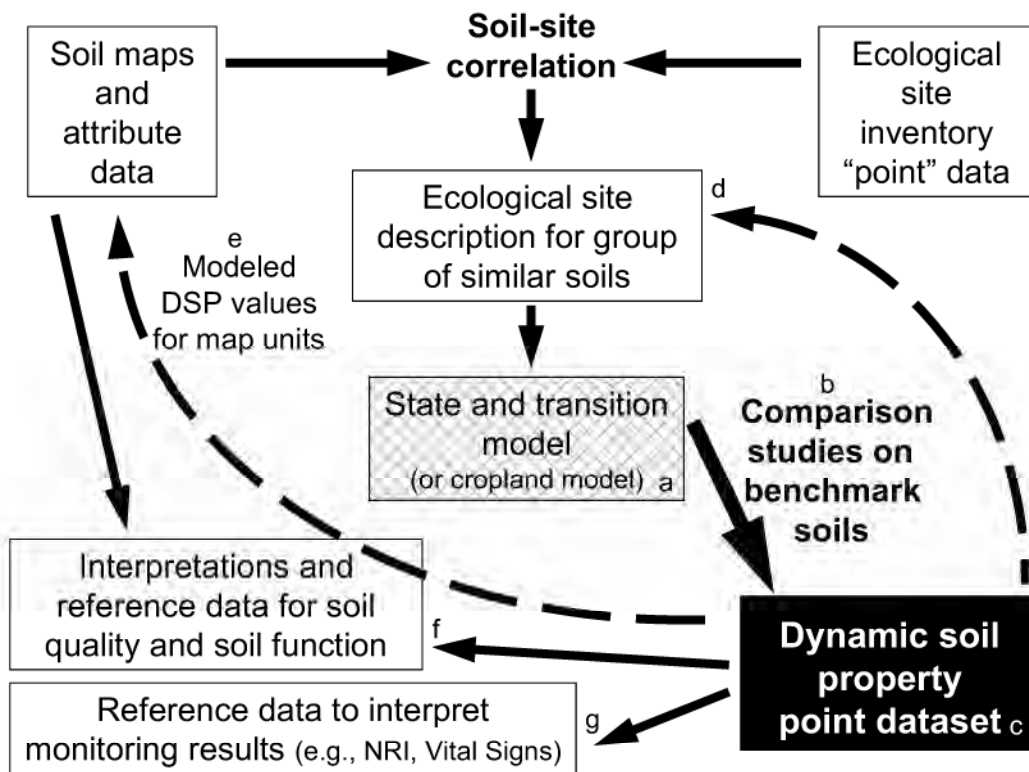 Soil maps
and
attribute
data
Soil-site
correlation
Ecological
site
inventory
“point” data
Ecological site
description for group
of similar soils
d
e
Modeled
DSP values
for map units
State and transition
model
(or cropland model) a
b
Comparison
studies on
benchmark
soils
Interpretations and
reference data for soil
quality and soil function
f
Dynamic soil
property
point dataset c
Reference data to interpret
monitoring results (e.g., NRI, Vital Signs)
g